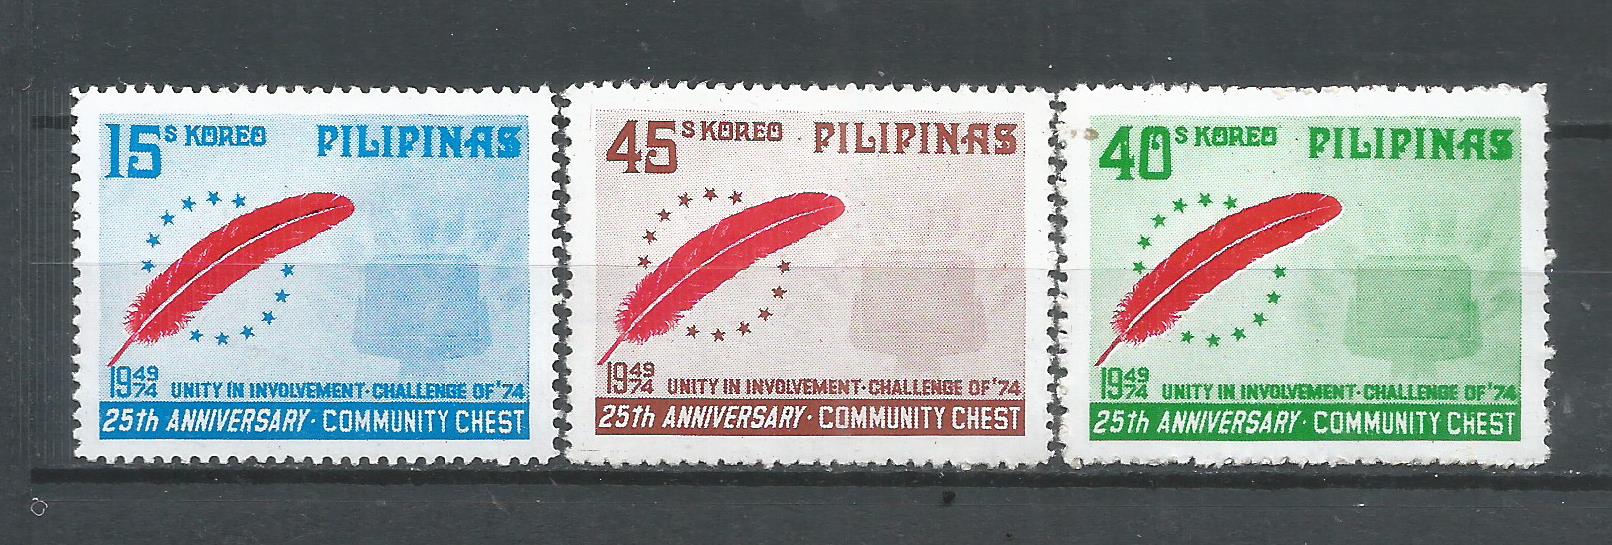 15s KOREO PILIPINAS
1949
74 UNITY IN INVOLVEMENT·CHALLENGE OF '74
25th ANNIVERSARY· COMMUNITY CHEST
45s KOREO PILIPINAS
1949
74 UNITY IN INVOLVEMENT·CHALLENGE OF '74
25th ANNIVERSARY· COMMUNITY CHEST
40s KOREO PILIPINAS
1949
74 UNITY IN INVOLVEMENT·CHALLENGE OF '74
25th ANNIVERSARY· COMMUNITY CHEST